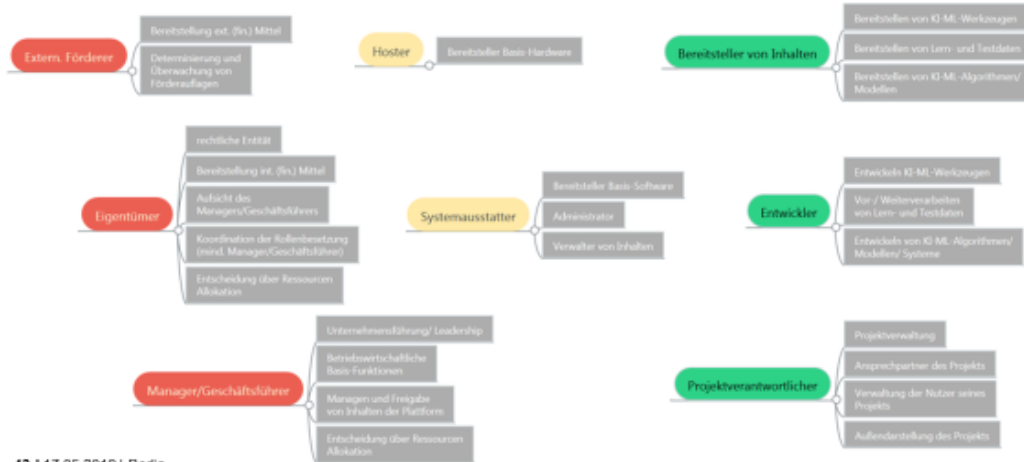 Extern. Förderer
Bereitstellung ext. (fin.) Mittel
Determinierung und
Überwachung von
Förderauflagen
Hoster
Bereitsteller Basis-Hardware
Bereitsteller von Inhalten
Bereitstellen von KI-ML-Werkzeugen
Bereitstellen von Lern- und Testdaten
Bereitstellen von KI-ML-Algorithmen/
Modellen
Eigentümer
rechtliche Entität
Bereitstellung int. (fin.) Mittel
Aufsicht des
Managers/Geschäftsführers
Koordination der Rollenbesetzung
(mind. Manager/Geschäftsführer)
Entscheidung über Ressourcen
Allokation
Systemausstatter
Bereitsteller Basis-Software
Administrator
Verwalter von Inhalten
Entwickler
Entwickeln KI-ML-Werkzeugen
Vor-/ Weiterverarbeiten
von Lern- und Testdaten
Entwickeln von KI-ML-Algorithmen/
Modellen/ Systeme
Manager/Geschäftsführer
Unternehmensführung/ Leadership
Betriebswirtschaftliche
Basis-Funktionen
Managen und Freigabe
von Inhalten der Plattform
Entscheidung über Ressourcen
Allokation
Projektverantwortlicher
Projektverwaltung
Ansprechpartner des Projekts
Verwaltung der Nutzer seines
Projekts
Außendarstellung des Projekts